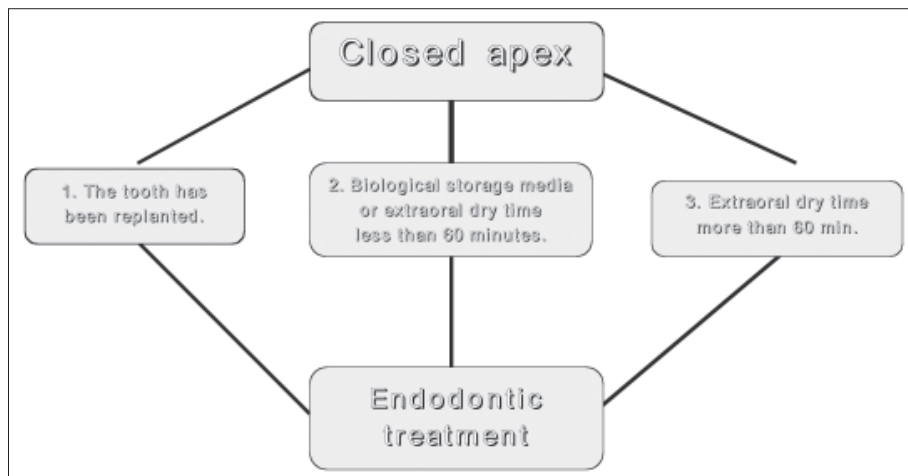 Closed apex
1. The tooth has
been replanted.
2. Biological storage media
or extraoral dry time
less than 60 minutes.
3. Extraoral dry time
more than 60 min.
Endodontic
treatment